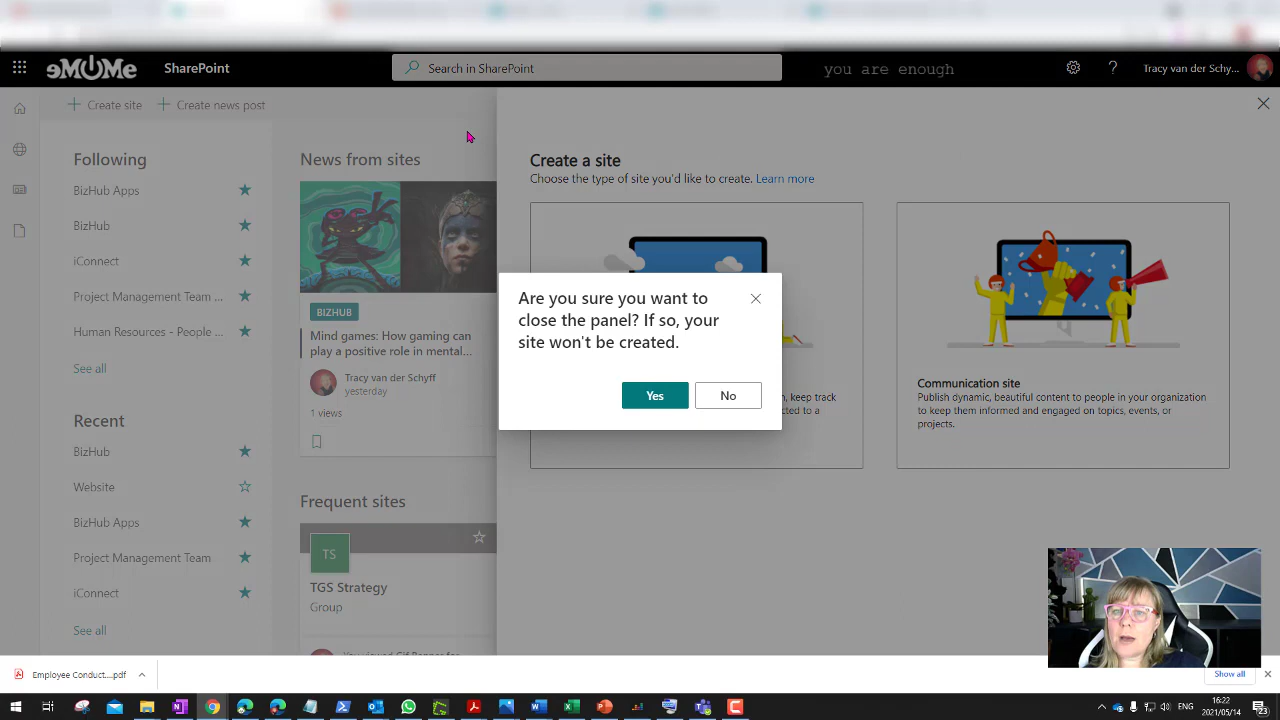 eMUMe
SharePoint
Search in SharePoint
you are enough
?
Tracy van der Schy...
Create site
Create news post
Following
BizHub Apps
BizHub
iConnect
Project Management Team ...
Human Resources - People ...
See all
Recent
BizHub
Website
BizHub Apps
Project Management Team
iConnect
See all
News from sites
BIZHUB
Mind games: How gaming can
play a positive role in mental...
Tracy van der Schyff
yesterday
1 views
Frequent sites
TS
TGS Strategy
Group
Create a site
Choose the type of site you'd like to create. Learn more
keep track
cted to a
Communication site
Publish dynamic, beautiful content to people in your organization
to keep them informed and engaged on topics, events, or
projects.
Are you sure you want to
close the panel? If so, your
site won't be created.
Yes
No
Employee Conduct....pdf
Show all
16:22
2021/05/14
23